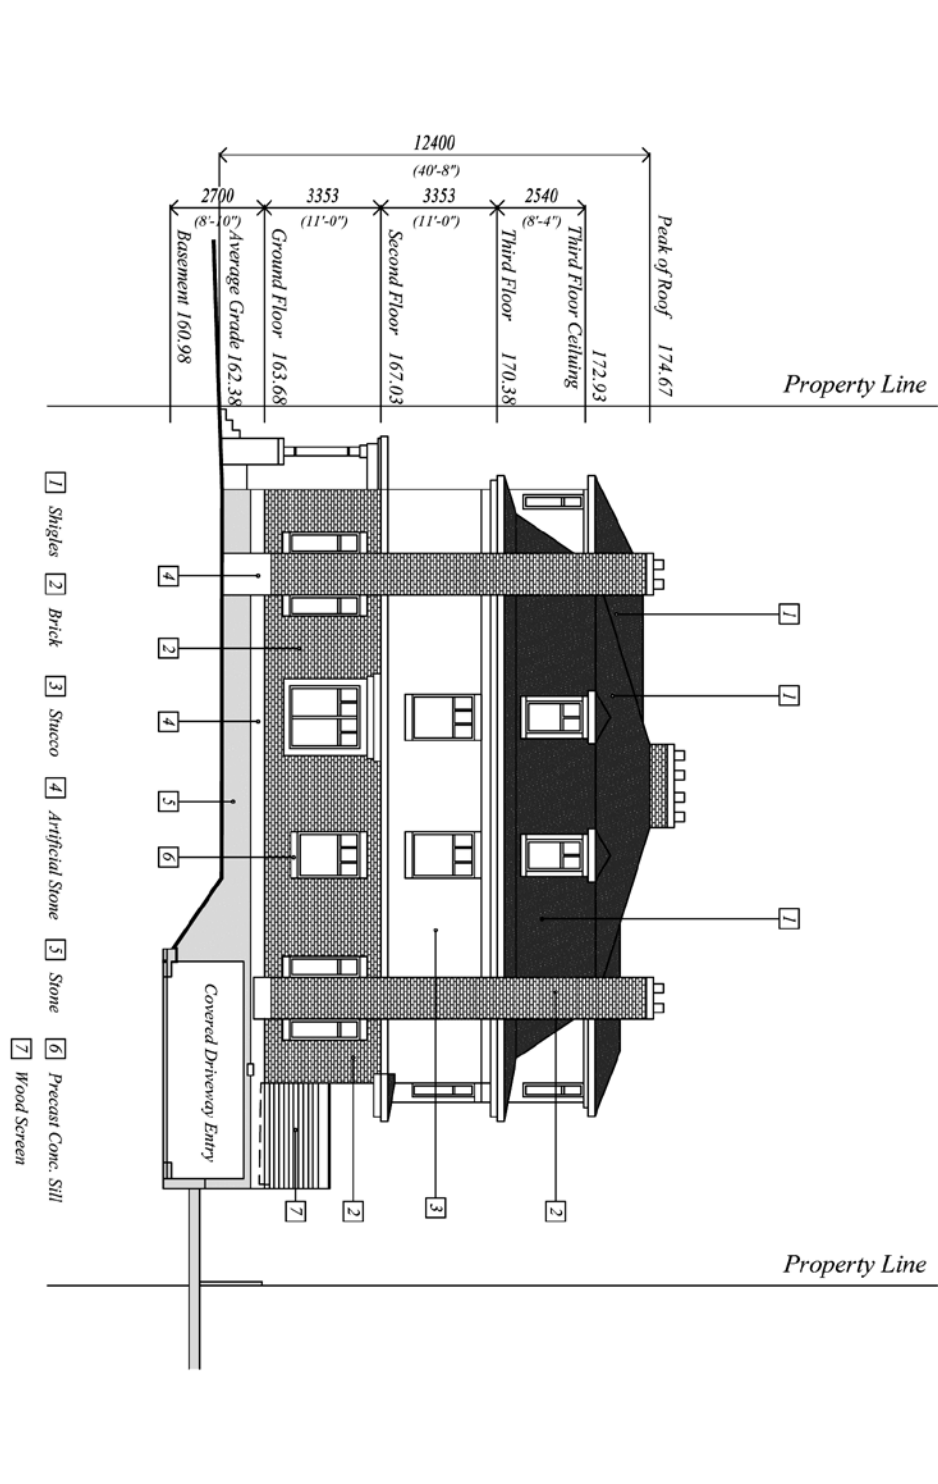 12400
(40'-8")
2700
(8'-10")
3353
(11'-0")
3353
(11'-0")
2540
(8'-4")
Peak of Roof 174.67
Third Floor Ceiluing 172.93
Third Floor 170.38
Second Floor 167.03
Ground Floor 163.68
Average Grade 162.38
Basement 160.98
Property Line
Property Line
1
1
1
4
2
4
5
6
7
2
3
2
Covered Driveway Entry
1 Shigles
2 Brick
3 Stucco
4 Artificial Stone
5 Stone
6 Precast Conc. Sill
7 Wood Screen